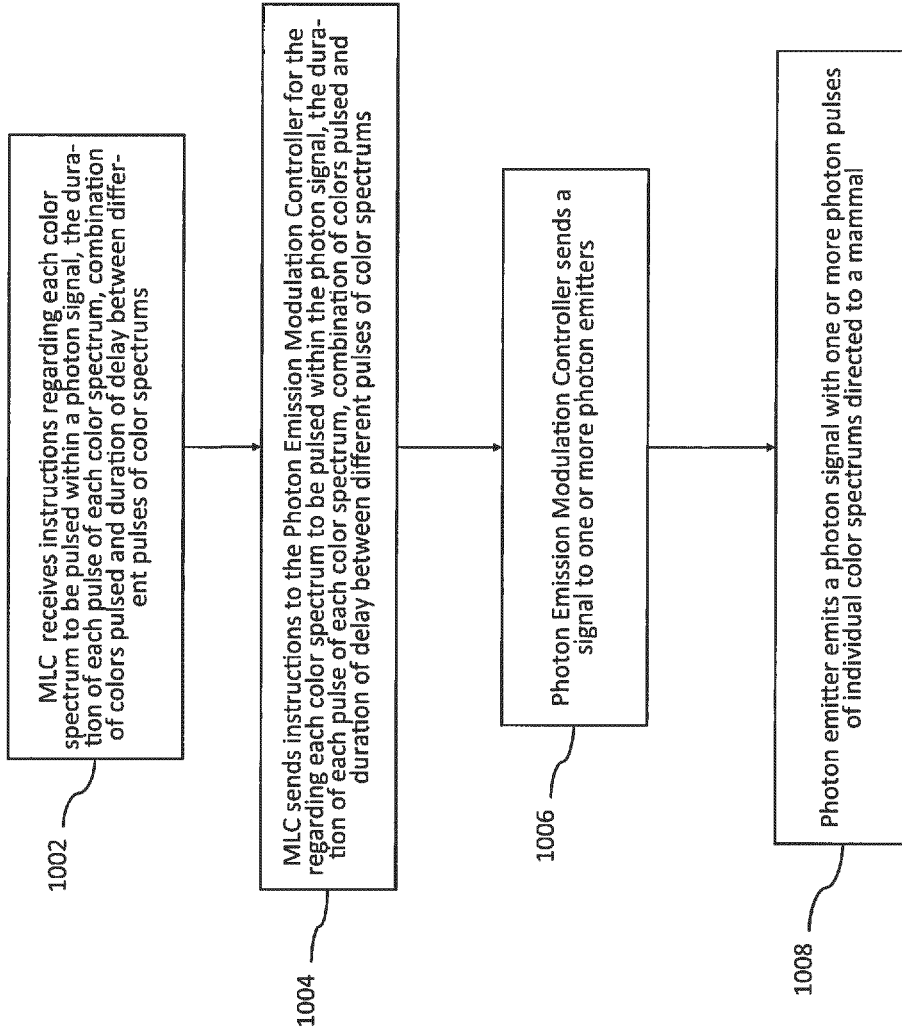 MLC receives instructions regarding each color
spectrum to be pulsed within a photon signal, the dura-
tion of each pulse of each color spectrum, combination
of colors pulsed and duration of delay between differ-
ent pulses of color spectrums
1002
MLC sends instructions to the Photon Emission Modulation Controller for the
regarding each color spectrum to be pulsed within the photon signal, the dura-
tion of each pulse of each color spectrum, combination of colors pulsed and
duration of delay between different pulses of color spectrums
1004
Photon Emission Modulation Controller sends a
signal to one or more photon emitters
1006
Photon emitter emits a photon signal with one or more photon pulses
of individual color spectrums directed to a mammal
1008